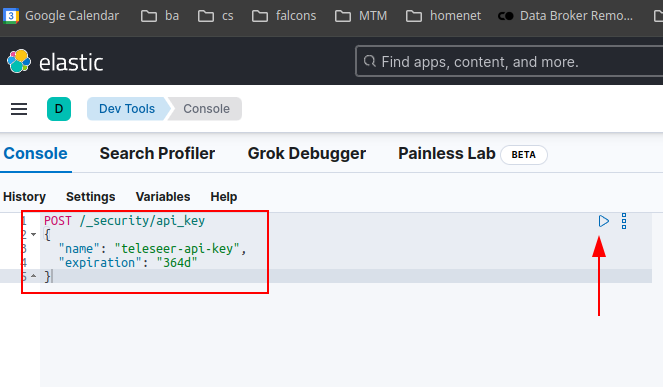 Google Calendar ba cs falcons MTM homenet Data Broker Remo...
elastic Find apps, content, and more.
D Dev Tools Console
Console Search Profiler Grok Debugger Painless Lab BETA
History Settings Variables Help
1 POST /_security/api_key
2 {
3 "name": "teleseer-api-key",
4 "expiration": "364d"
5 }